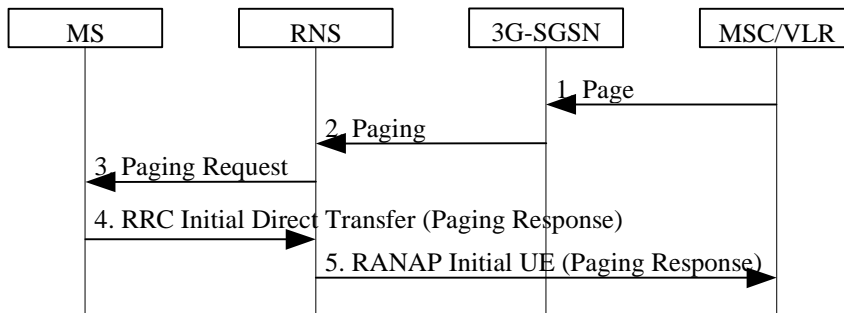 MS RNS 3G-SGSN MSC/VLR
1. Page
2. Paging
3. Paging Request
4. RRC Initial Direct Transfer (Paging Response)
5. RANAP Initial UE (Paging Response)